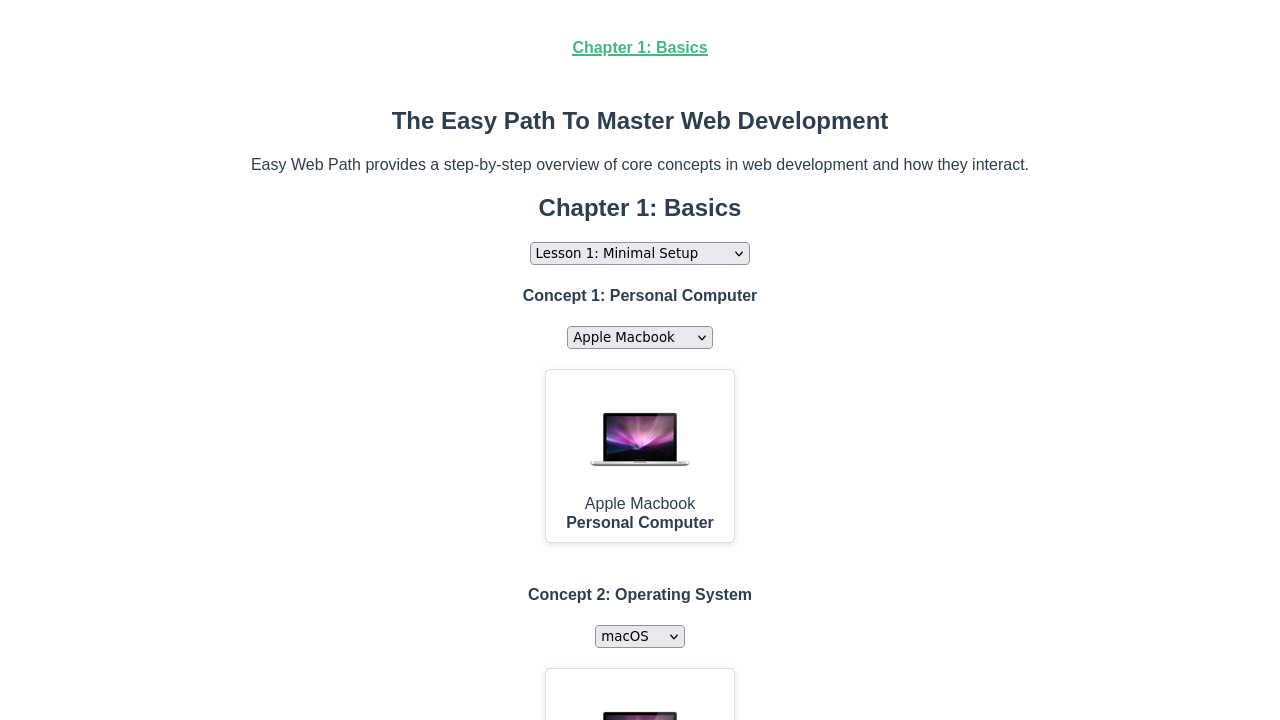 Chapter 1: Basics
The Easy Path To Master Web Development
Easy Web Path provides a step-by-step overview of core concepts in web development and how they interact.
Chapter 1: Basics
Lesson 1: Minimal Setup
Concept 1: Personal Computer
Apple Macbook
Apple Macbook
Personal Computer
Concept 2: Operating System
macOS